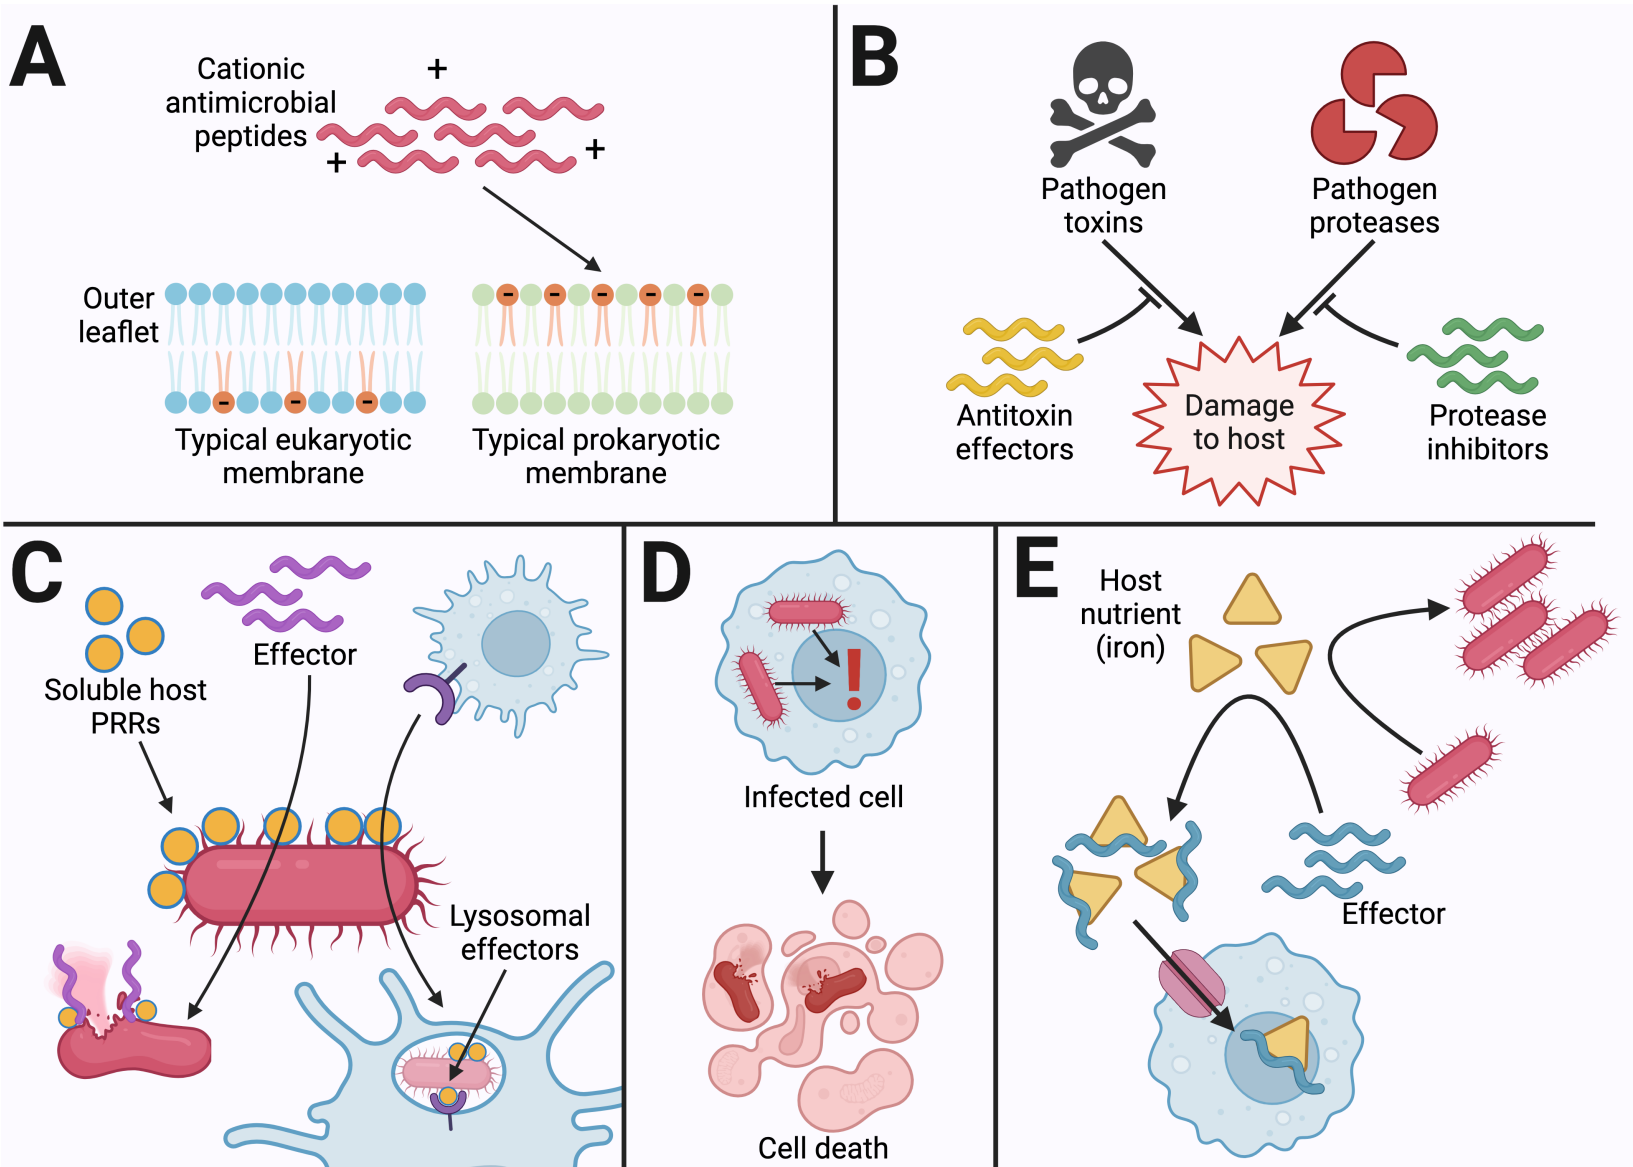 A
Cationic
antimicrobial
peptides
+
+
+
Outer
leaflet
- - - - -
- - -
Typical eukaryotic
membrane
Typical prokaryotic
membrane
B
Pathogen
toxins
Pathogen
proteases
Antitoxin
effectors
Damage
to host
Protease
inhibitors
C
Soluble host
PRRs
Effector
Lysosomal
effectors
D
!
Infected cell
Cell death
E
Host
nutrient
(iron)
Effector